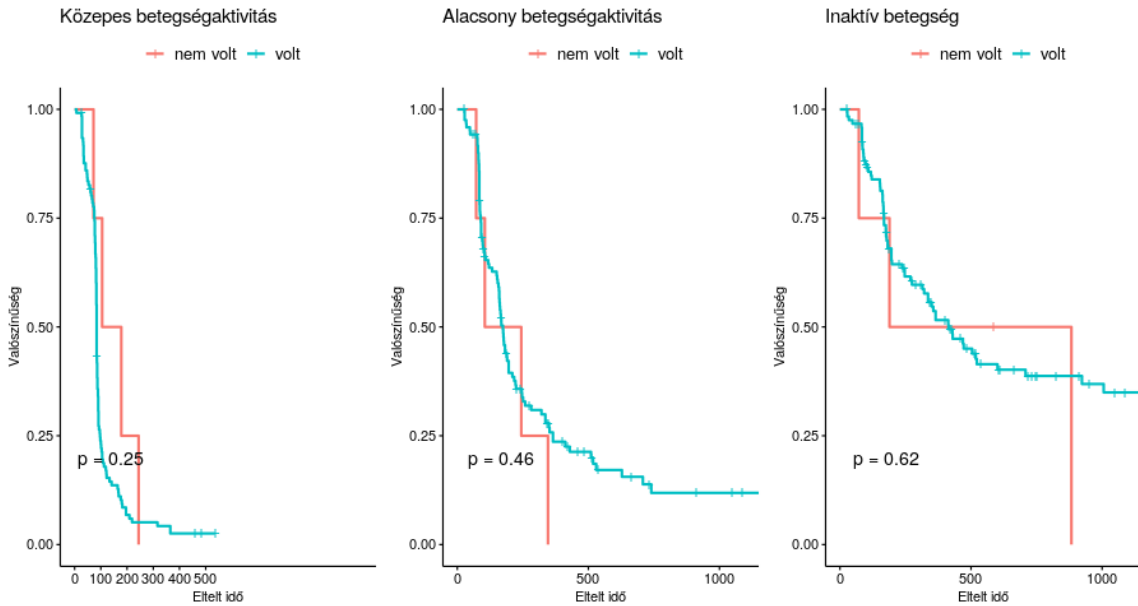 Közepes betegségaktivitás
nem volt volt
1.00
0.75
0.50
0.25
0.00
Valószínűség
p = 0.25
0 100 200 300 400 500
Eltelt idő
Alacsony betegségaktivitás
nem volt volt
1.00
0.75
0.50
0.25
0.00
Valószínűség
p = 0.46
0 500 1000
Eltelt idő
Inaktív betegség
nem volt volt
1.00
0.75
0.50
0.25
0.00
Valószínűség
p = 0.62
0 500 1000
Eltelt idő